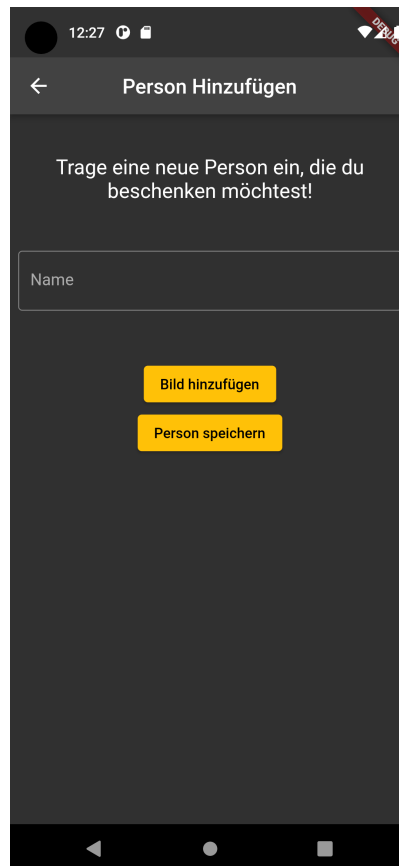 12:27
DEBUG
Person Hinzufügen
Trage eine neue Person ein, die du
beschenken möchtest!
Name
Bild hinzufügen
Person speichern